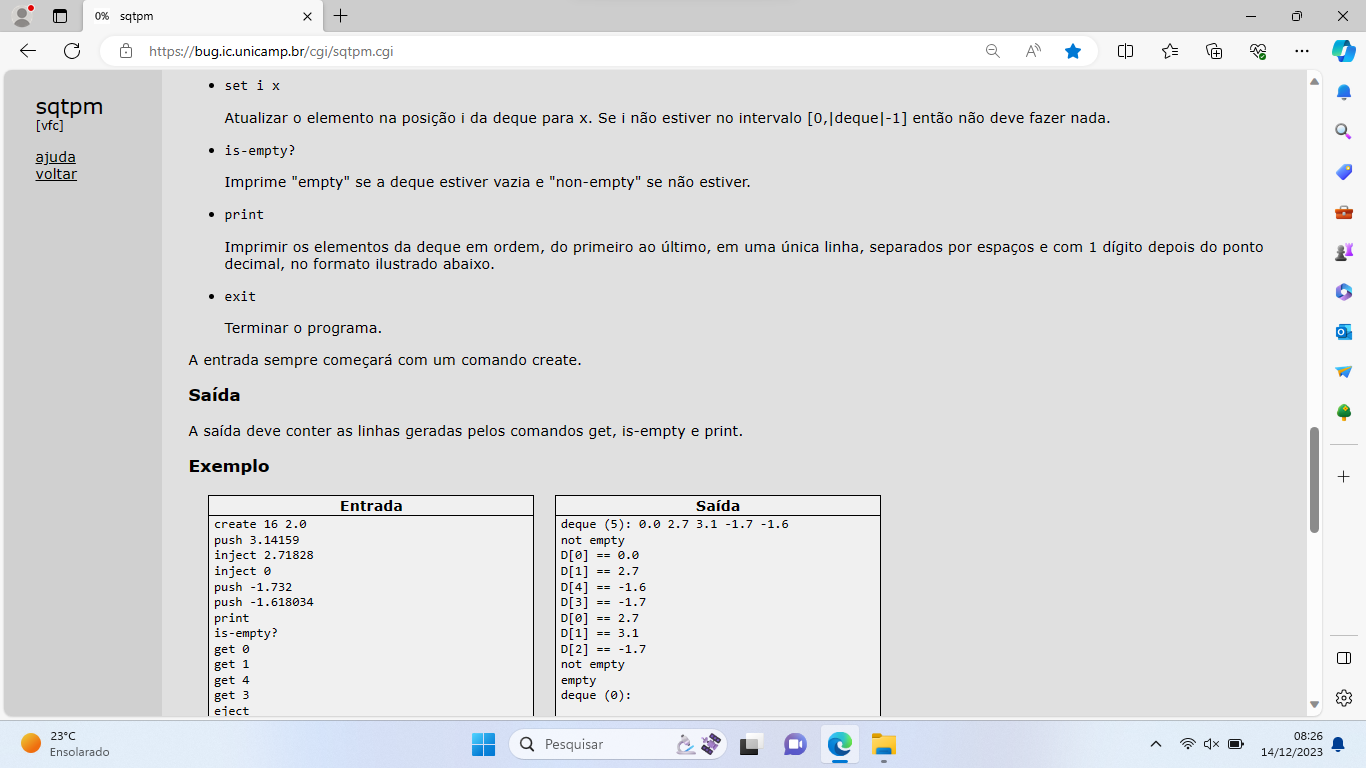 0% sqtpm
https://bug.ic.unicamp.br/cgi/sqtpm.cgi
sqtpm
[vfc]
ajuda
voltar
set i x
Atualizar o elemento na posição i da deque para x. Se i não estiver no intervalo [0,|deque|-1] então não deve fazer nada.
is-empty?
Imprime "empty" se a deque estiver vazia e "non-empty" se não estiver.
print
Imprimir os elementos da deque em ordem, do primeiro ao último, em uma única linha, separados por espaços e com 1 dígito depois do ponto
decimal, no formato ilustrado abaixo.
exit
Terminar o programa.
A entrada sempre começará com um comando create.
Saída
A saída deve conter as linhas geradas pelos comandos get, is-empty e print.
Exemplo
Entrada
create 16 2.0
push 3.14159
inject 2.71828
inject 0
push -1.732
push -1.618034
print
is-empty?
get 0
get 1
get 4
get 3
eject
Saída
deque (5): 0.0 2.7 3.1 -1.7 -1.6
not empty
D[0] == 0.0
D[1] == 2.7
D[4] == -1.6
D[3] == -1.7
D[0] == 2.7
D[1] == 3.1
D[2] == -1.7
not empty
empty
deque (0):
23°C
Ensolarado
Pesquisar
08:26
14/12/2023